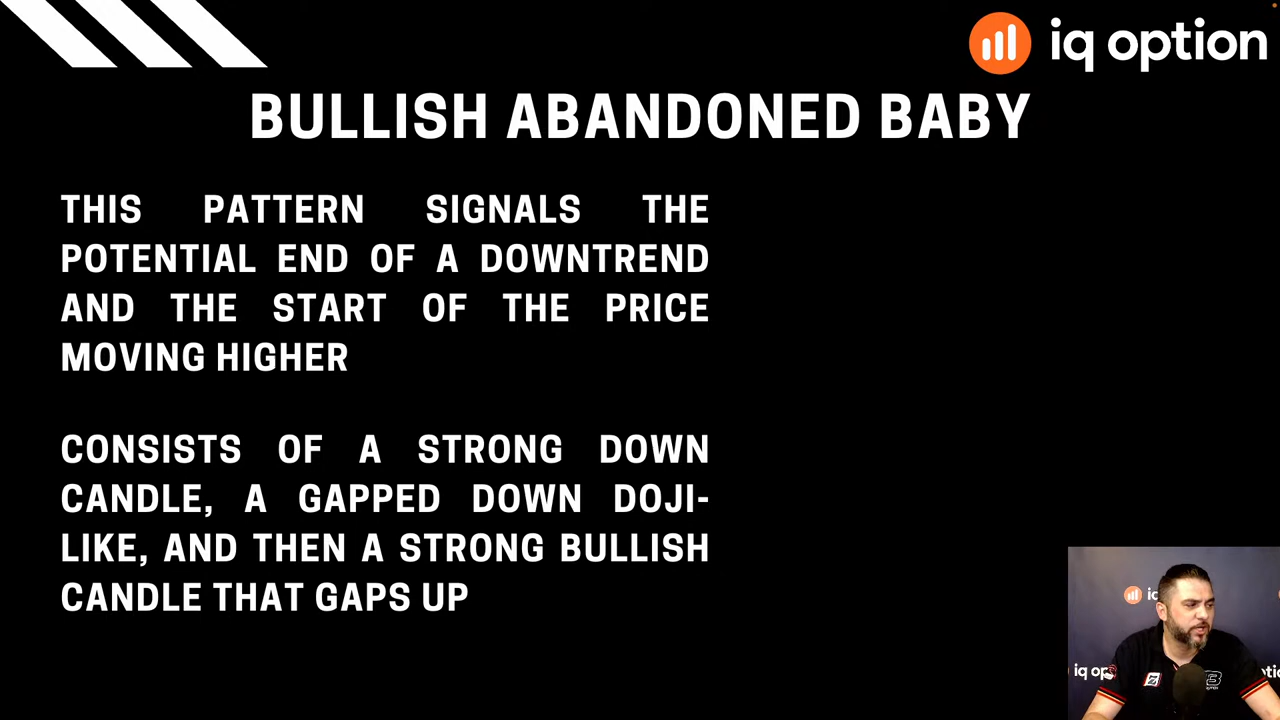 iq option
BULLISH ABANDONED BABY
THIS PATTERN SIGNALS THE
POTENTIAL END OF A DOWNTREND
AND THE START OF THE PRICE
MOVING HIGHER
CONSISTS OF A STRONG DOWN
CANDLE, A GAPPED DOWN DOJI-
LIKE, AND THEN A STRONG BULLISH
CANDLE THAT GAPS UP